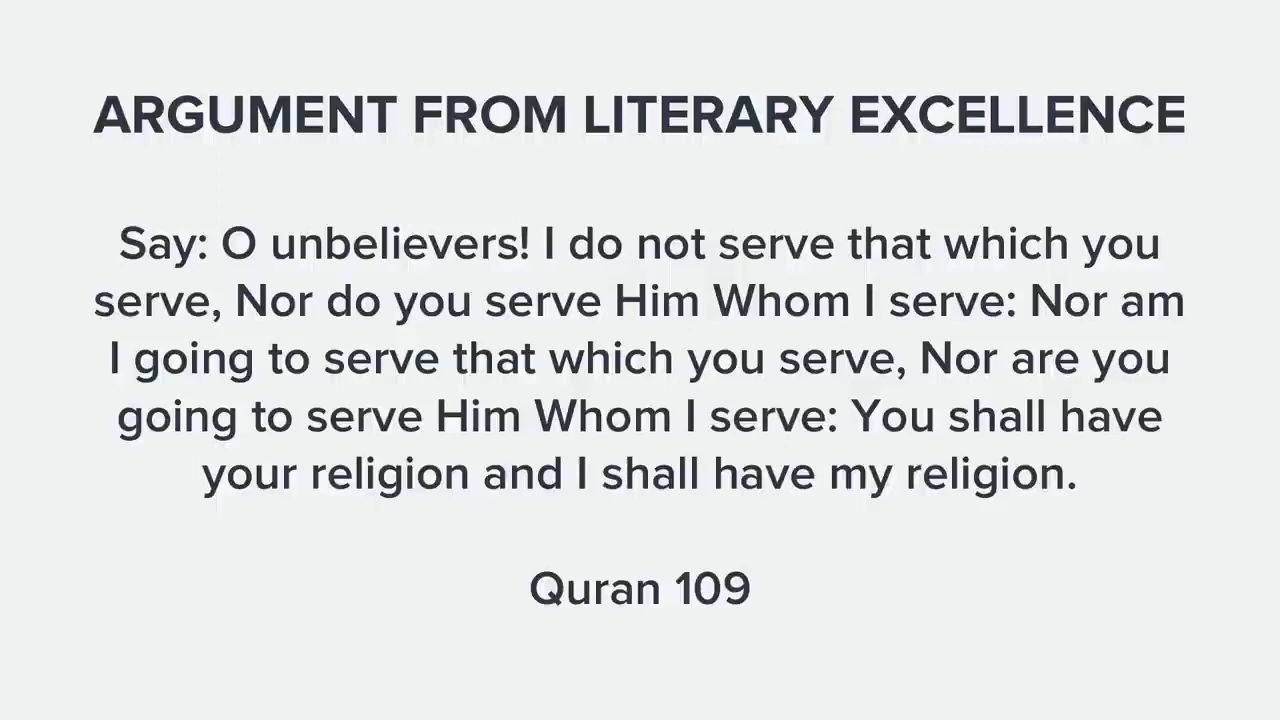 ARGUMENT FROM LITERARY EXCELLENCE
Say: O unbelievers! I do not serve that which you
serve, Nor do you serve Him Whom I serve: Nor am
I going to serve that which you serve, Nor are you
going to serve Him Whom I serve: You shall have
your religion and I shall have my religion.
Quran 109